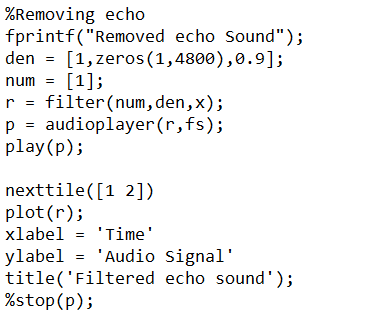 %Removing echo
fprintf("Removed echo Sound");
den = [1,zeros(1,4800),0.9];
num = [1];
r = filter(num,den,x);
p = audioplayer(r,fs);
play(p);
nexttile([1 2])
plot(r);
xlabel = 'Time'
ylabel = 'Audio Signal'
title('Filtered echo sound');
%stop(p);